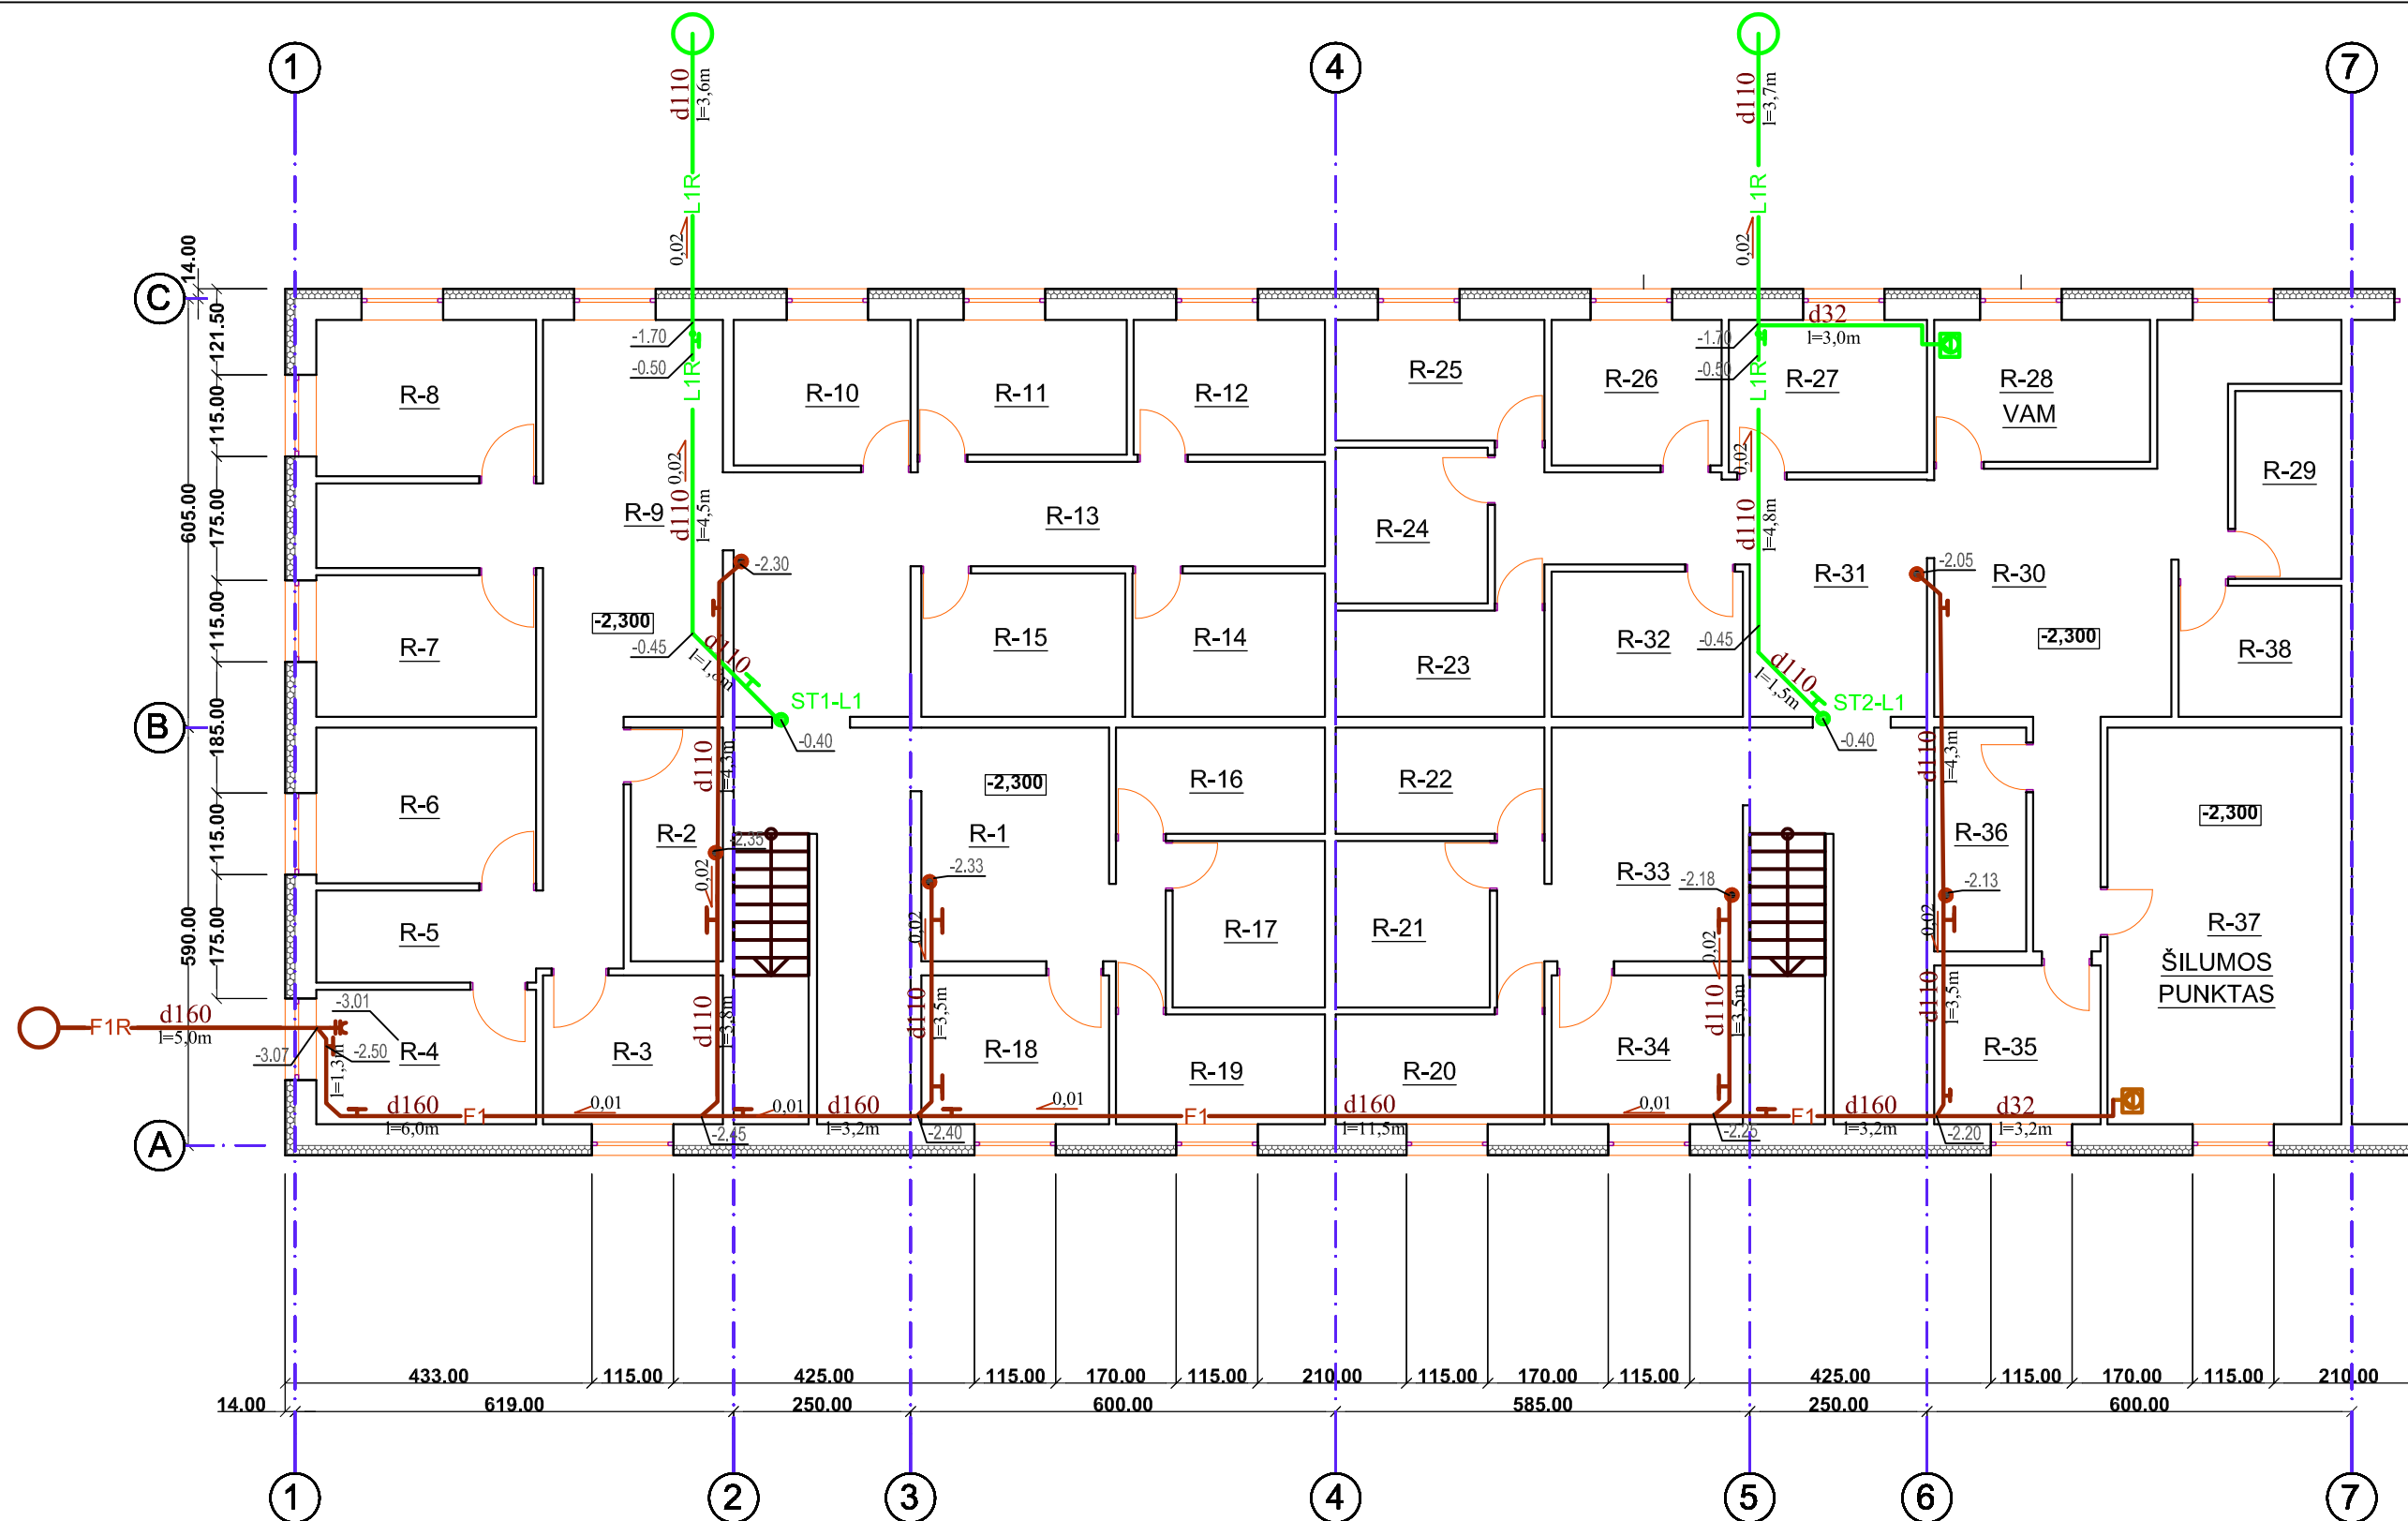 1
4
7
d110
l=3,6m
L1R
0,02
d110
l=3,7m
L1R
0,02
C
14.00
121.50
115.00
175.00
605.00
115.00
185.00
B
115.00
175.00
590.00
A
-1.70
-0.50
L1R
-1.70
-0.50
L1R
d32
l=3,0m
R-8
R-10
R-11
R-12
R-25
R-26
R-27
R-28
VAM
R-29
0,02
d110
l=4,5m
R-9
R-13
R-24
0,02
d110
l=4,8m
R-31
-2.05
R-30
-2.30
-2,300
-0.45
R-7
R-15
R-14
R-23
R-32
-0.45
-2,300
R-38
d110
ST1-L1
-0.40
d110
l=1,5m
ST2-L1
-0.40
d110
l=4,3m
d110
l=4,3m
R-6
R-2
-2.35
0,02
-2,300
R-1
R-16
R-22
R-36
-2,300
-2.33
0,02
R-33
-2.18
0,02
-2.13
0,02
R-5
R-17
R-21
R-37
ŠILUMOS
PUNKTAS
F1R
d160
l=5,0m
-3.01
-3.07
-2.50
l=1,3m
R-4
R-3
d110
l=3,8m
d110
l=3,5m
R-18
R-19
R-20
R-34
d110
l=3,5m
d110
l=3,5m
R-35
d160
l=6,0m
F1
0,01
-2.45
0,01
d160
l=3,2m
-2.40
0,01
F1
d160
l=11,5m
0,01
-2.25
F1
d160
l=3,2m
-2.20
d32
l=3,2m
433.00
115.00
425.00
115.00
170.00
115.00
210.00
115.00
170.00
115.00
425.00
115.00
170.00
115.00
210.00
14.00
619.00
250.00
600.00
585.00
250.00
600.00
1
2
3
4
5
6
7